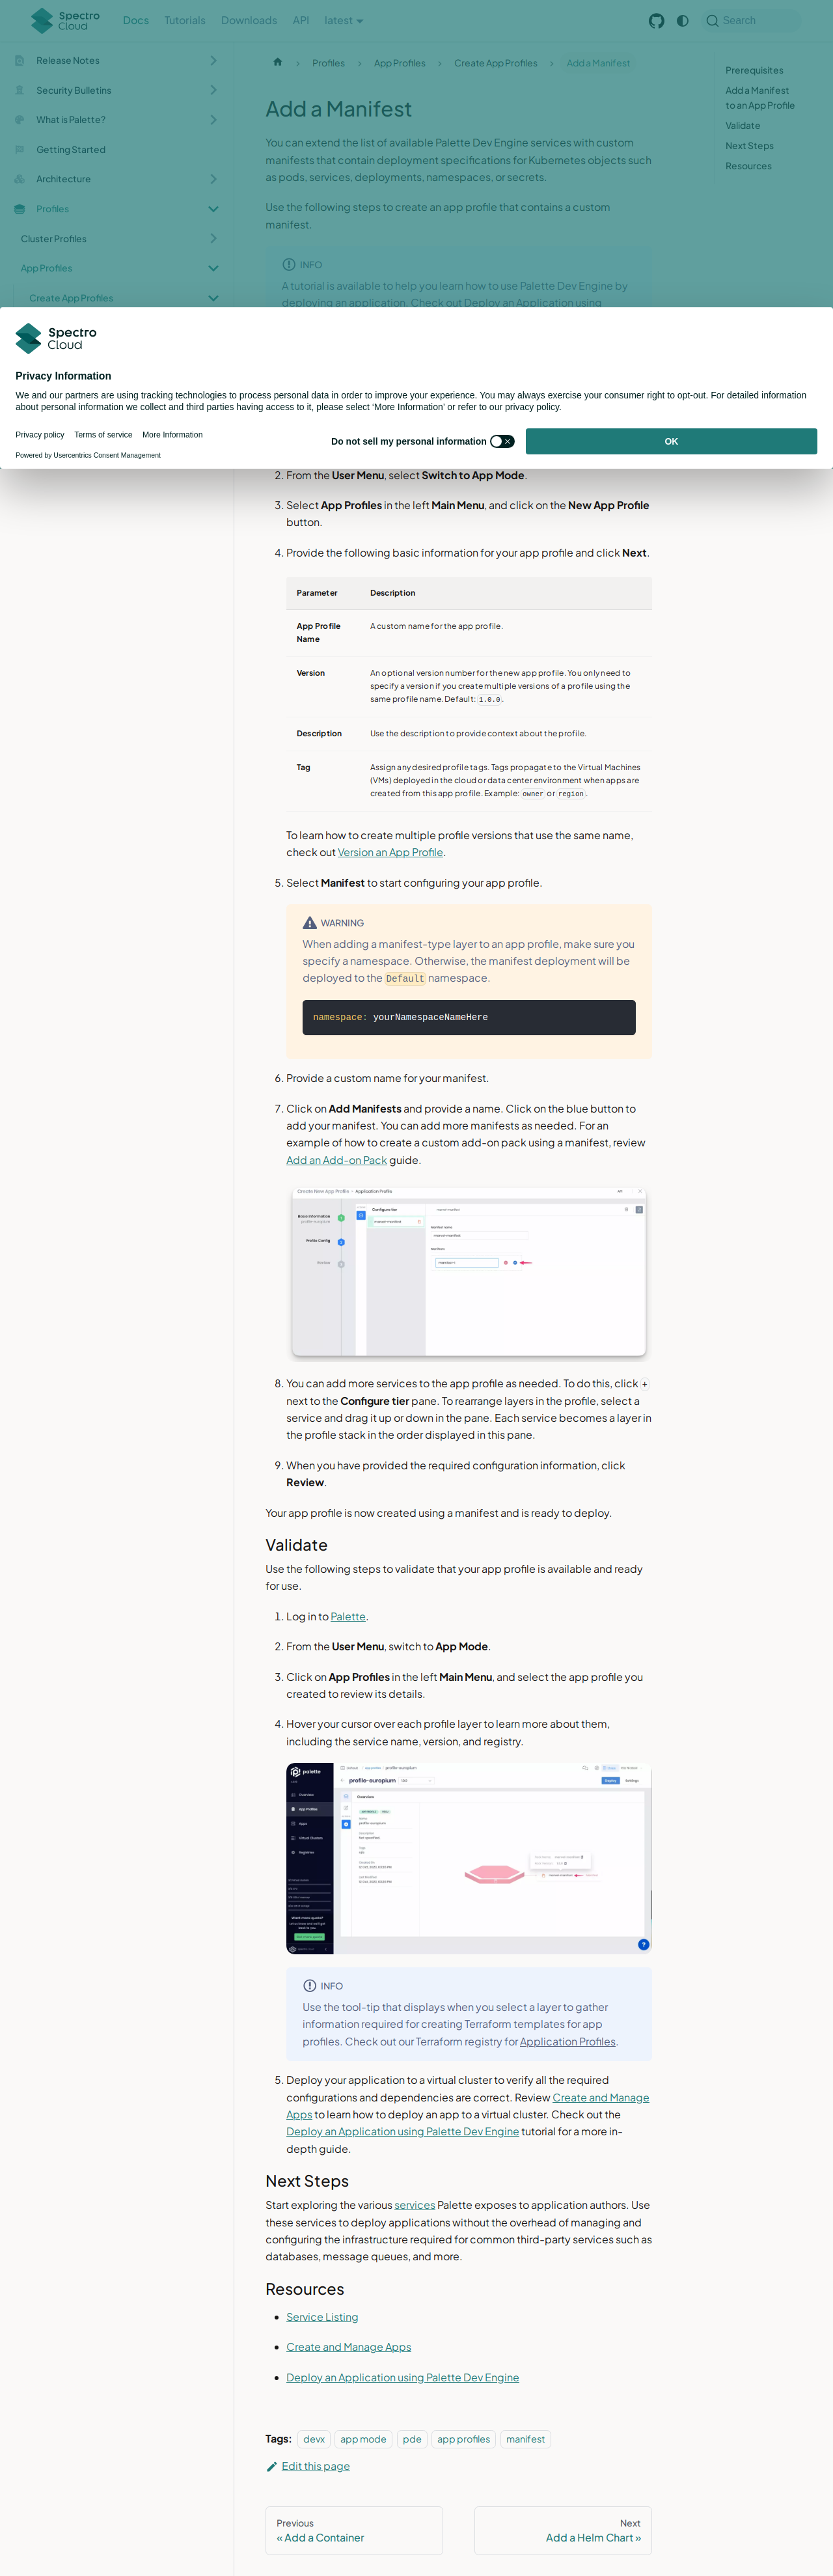 Spectro Cloud
Docs Tutorials Downloads API latest
Search
Release Notes
Security Bulletins
What is Palette?
Getting Started
Architecture
Profiles
Cluster Profiles
App Profiles
Create App Profiles
Profiles > App Profiles > Create App Profiles > Add a Manifest
Prerequisites
Add a Manifest
to an App Profile
Validate
Next Steps
Resources
Add a Manifest
You can extend the list of available Palette Dev Engine services with custom
manifests that contain deployment specifications for Kubernetes objects such
as pods, services, deployments, namespaces, or secrets.
Use the following steps to create an app profile that contains a custom
manifest.
INFO
A tutorial is available to help you learn how to use Palette Dev Engine by
deploying an application. Check out Deploy an Application using
Spectro Cloud
Privacy Information
We and our partners are using tracking technologies to process personal data in order to improve your experience. You may always exercise your consumer right to opt-out. For detailed information
about personal information we collect and third parties having access to it, please select ‘More Information’ or refer to our privacy policy.
Privacy policy Terms of service More Information
Do not sell my personal information
OK
Powered by Usercentrics Consent Management
2. From the User Menu, select Switch to App Mode.
3. Select App Profiles in the left Main Menu, and click on the New App Profile
button.
4. Provide the following basic information for your app profile and click Next.
Parameter Description
App Profile Name A custom name for the app profile.
Version An optional version number for the new app profile. You only need to
specify a version if you create multiple versions of a profile using the
same profile name. Default: 1.0.0.
Description Use the description to provide context about the profile.
Tag Assign any desired profile tags. Tags propagate to the Virtual Machines
(VMs) deployed in the cloud or data center environment when apps are
created from this app profile. Example: owner or region.
To learn how to create multiple profile versions that use the same name,
check out Version an App Profile.
5. Select Manifest to start configuring your app profile.
WARNING
When adding a manifest-type layer to an app profile, make sure you
specify a namespace. Otherwise, the manifest deployment will be
deployed to the Default namespace.
namespace: yourNamespaceNameHere
6. Provide a custom name for your manifest.
7. Click on Add Manifests and provide a name. Click on the blue button to
add your manifest. You can add more manifests as needed. For an
example of how to create a custom add-on pack using a manifest, review
Add an Add-on Pack guide.
Create New App Profile - Application Profile
Basic Information
Profile Config
Review
Configure tier
Manifest name
Manifests
8. You can add more services to the app profile as needed. To do this, click +
next to the Configure tier pane. To rearrange layers in the profile, select a
service and drag it up or down in the pane. Each service becomes a layer in
the profile stack in the order displayed in this pane.
9. When you have provided the required configuration information, click
Review.
Your app profile is now created using a manifest and is ready to deploy.
Validate
Use the following steps to validate that your app profile is available and ready
for use.
1. Log in to Palette.
2. From the User Menu, switch to App Mode.
3. Click on App Profiles in the left Main Menu, and select the app profile you
created to review its details.
4. Hover your cursor over each profile layer to learn more about them,
including the service name, version, and registry.
palette
Overview
App Profiles
Apps
Virtual Clusters
Registries
profile-europium
Deploy
Settings
Overview
INFO
Use the tool-tip that displays when you select a layer to gather
information required for creating Terraform templates for app
profiles. Check out our Terraform registry for Application Profiles.
5. Deploy your application to a virtual cluster to verify all the required
configurations and dependencies are correct. Review Create and Manage
Apps to learn how to deploy an app to a virtual cluster. Check out the
Deploy an Application using Palette Dev Engine tutorial for a more in-
depth guide.
Next Steps
Start exploring the various services Palette exposes to application authors. Use
these services to deploy applications without the overhead of managing and
configuring the infrastructure required for common third-party services such as
databases, message queues, and more.
Resources
• Service Listing
• Create and Manage Apps
• Deploy an Application using Palette Dev Engine
Tags: devx app mode pde app profiles manifest
Edit this page
Previous
« Add a Container
Next
Add a Helm Chart »